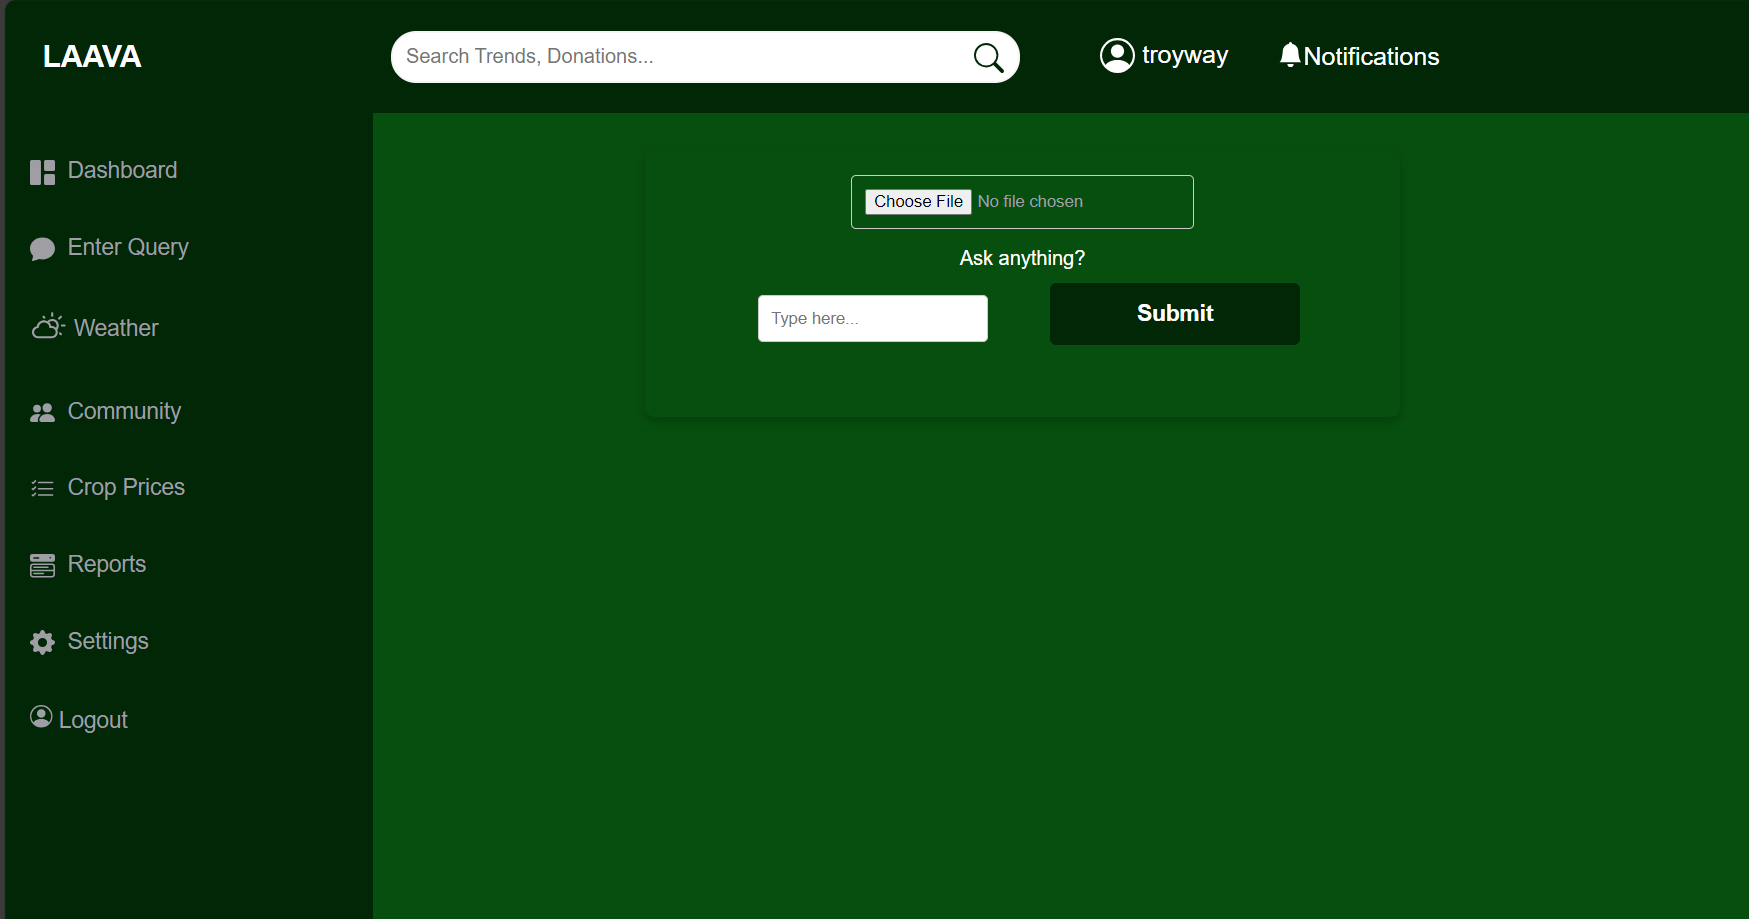 LAAVA
Search Trends, Donations...
troyway
Notifications
Dashboard
Enter Query
Weather
Community
Crop Prices
Reports
Settings
Logout
Choose File No file chosen
Ask anything?
Type here...
Submit